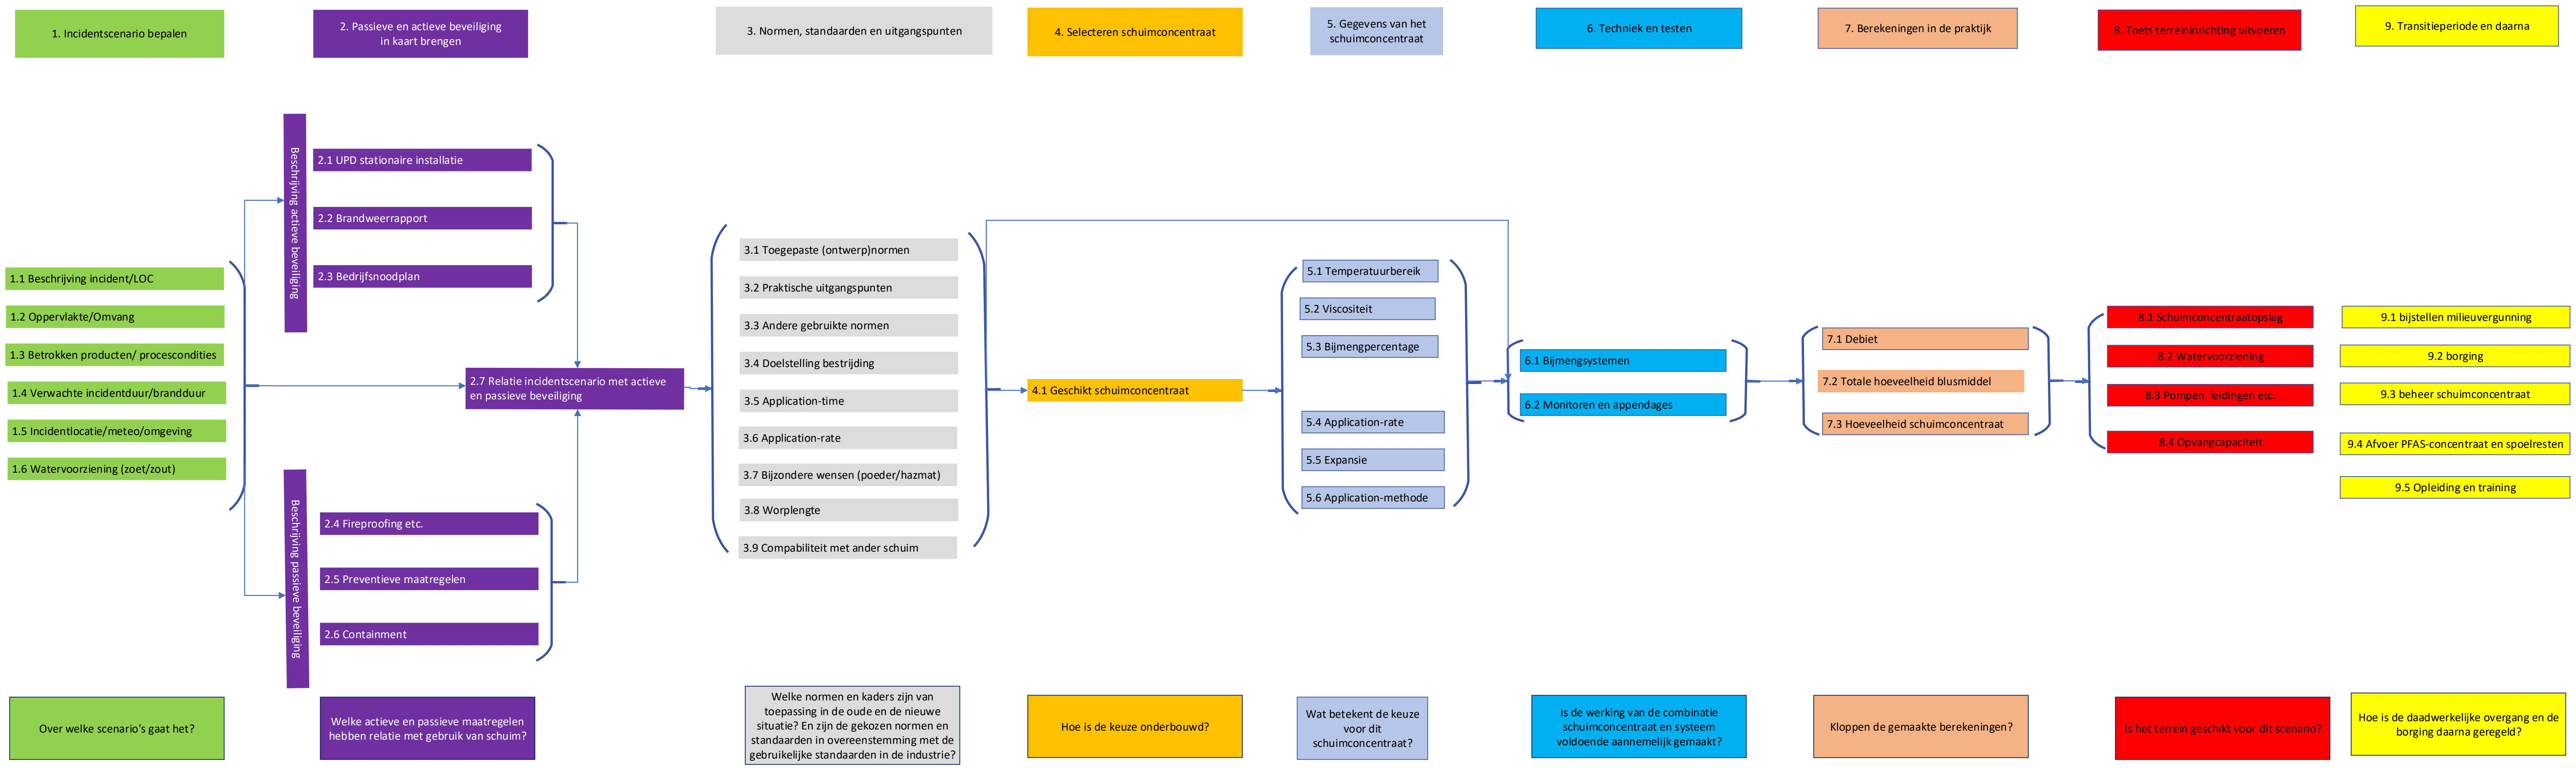 1. Incidentscenario bepalen
2. Passieve en actieve beveiliging
in kaart brengen
3. Normen, standaarden en uitgangspunten
4. Selecteren schuimconcentraat
5. Gegevens van het
schuimconcentraat
6. Techniek en testen
7. Berekeningen in de praktijk
8. Toets terreininrichting uitvoeren
9. Transitieperiode en daarna
1.1 Beschrijving incident/LOC
1.2 Oppervlakte/Omvang
1.3 Betrokken producten/ procescondities
1.4 Verwachte incidentduur/brandduur
1.5 Incidentlocatie/meteo/omgeving
1.6 Watervoorziening (zoet/zout)
Beschrijving actieve beveiliging
2.1 UPD stationaire installatie
2.2 Brandweerrapport
2.3 Bedrijfsnoodplan
Beschrijving passieve beveiliging
2.4 Fireproofing etc.
2.5 Preventieve maatregelen
2.6 Containment
2.7 Relatie incidentscenario met actieve
en passieve beveiliging
3.1 Toegepaste (ontwerp)normen
3.2 Praktische uitgangspunten
3.3 Andere gebruikte normen
3.4 Doelstelling bestrijding
3.5 Application-time
3.6 Application-rate
3.7 Bijzondere wensen (poeder/hazmat)
3.8 Worplengte
3.9 Compabiliteit met ander schuim
4.1 Geschikt schuimconcentraat
5.1 Temperatuurbereik
5.2 Viscositeit
5.3 Bijmengpercentage
5.4 Application-rate
5.5 Expansie
5.6 Application-methode
6.1 Bijmengsystemen
6.2 Monitoren en appendages
7.1 Debiet
7.2 Totale hoeveelheid blusmiddel
7.3 Hoeveelheid schuimconcentraat
8.1 Schuimconcentraatopslag
8.2 Watervoorziening
8.3 Pompen, leidingen etc.
8.4 Opvangcapaciteit
9.1 bijstellen milieuvergunning
9.2 borging
9.3 beheer schuimconcentraat
9.4 Afvoer PFAS-concentraat en spoelresten
9.5 Opleiding en training
Over welke scenario's gaat het?
Welke actieve en passieve maatregelen
hebben relatie met gebruik van schuim?
Welke normen en kaders zijn van
toepassing in de oude en de nieuwe
situatie? En zijn de gekozen normen en
standaarden in overeenstemming met de
gebruikelijke standaarden in de industrie?
Hoe is de keuze onderbouwd?
Wat betekent de keuze
voor dit
schuimconcentraat?
Is de werking van de combinatie
schuimconcentraat en systeem
voldoende aannemelijk gemaakt?
Kloppen de gemaakte berekeningen?
Is het terrein geschikt voor dit scenario?
Hoe is de daadwerkelijke overgang en de
borging daarna geregeld?